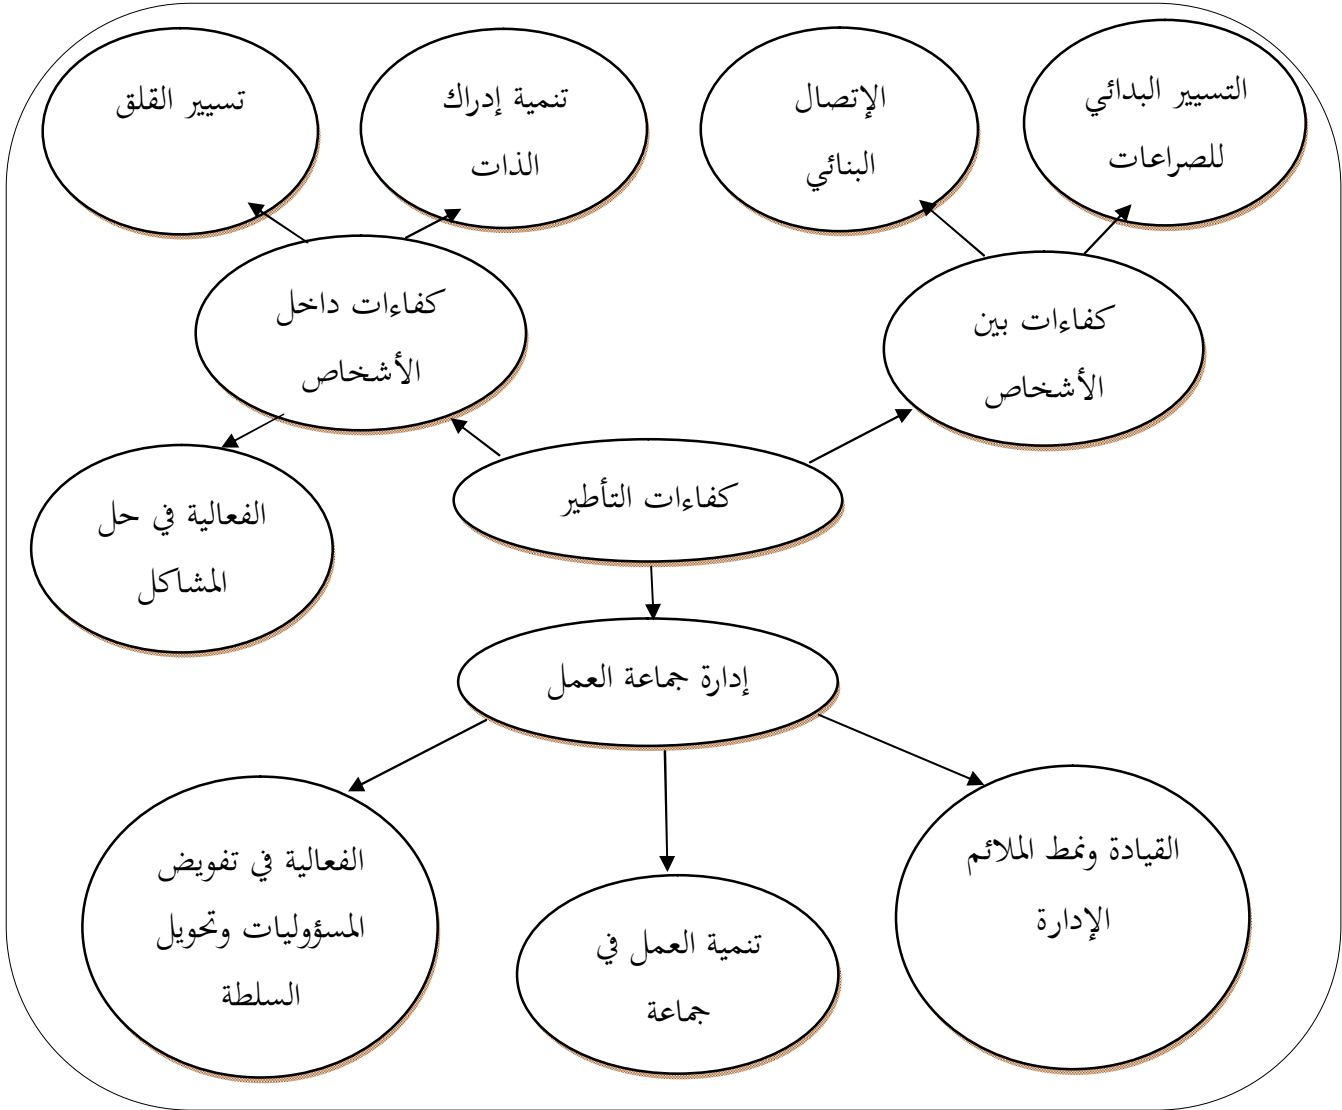 التسيير البدائي
للصراعات
الإتصال
البنائي
تنمية إدراك
الذات
تسيير القلق
كفاءات بين
الأشخاص
كفاءات داخل
الأشخاص
كفاءات التأطير
الفعالية في حل
المشاكل
إدارة جماعة العمل
القيادة ونمط الملائم
الإدارة
تنمية العمل في
جماعة
الفعالية في تفويض
المسؤوليات وتحويل
السلطة